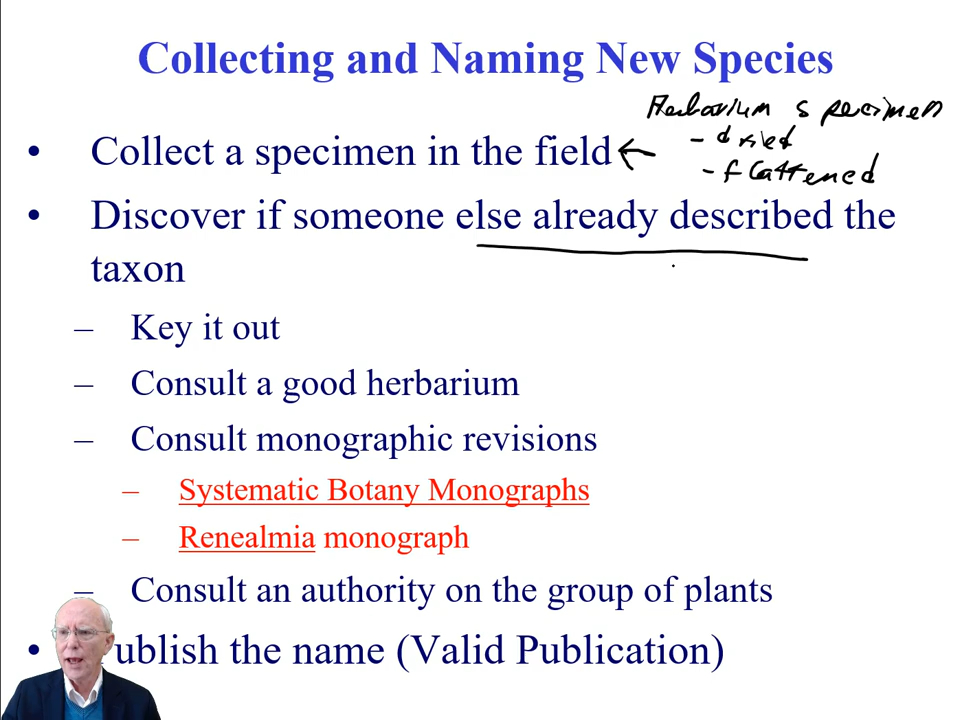 Collecting and Naming New Species
Herbarium specimen
- dried
- flattened
• Collect a specimen in the field ←
• Discover if someone else already described the
taxon
– Key it out
– Consult a good herbarium
– Consult monographic revisions
– Systematic Botany Monographs
– Renealmia monograph
– Consult an authority on the group of plants
• ublish the name (Valid Publication)